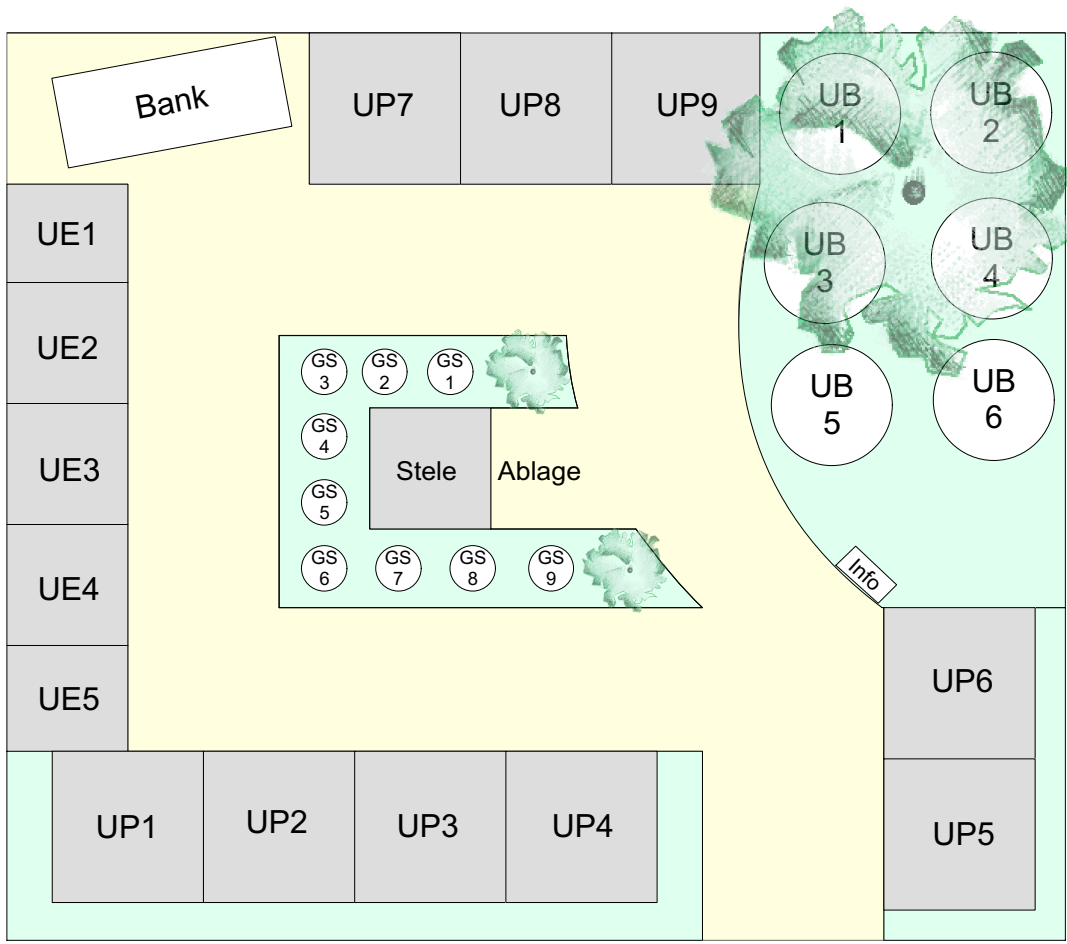 Bank
UP7
UP8
UP9
UB
1
UB
2
UE1
UB
3
UB
4
UE2
GS
3
GS
2
GS
1
UB
5
UB
6
GS
4
UE3
Stele
Ablage
GS
5
UE4
GS
6
GS
7
GS
8
GS
9
Info
UE5
UP6
UP1
UP2
UP3
UP4
UP5